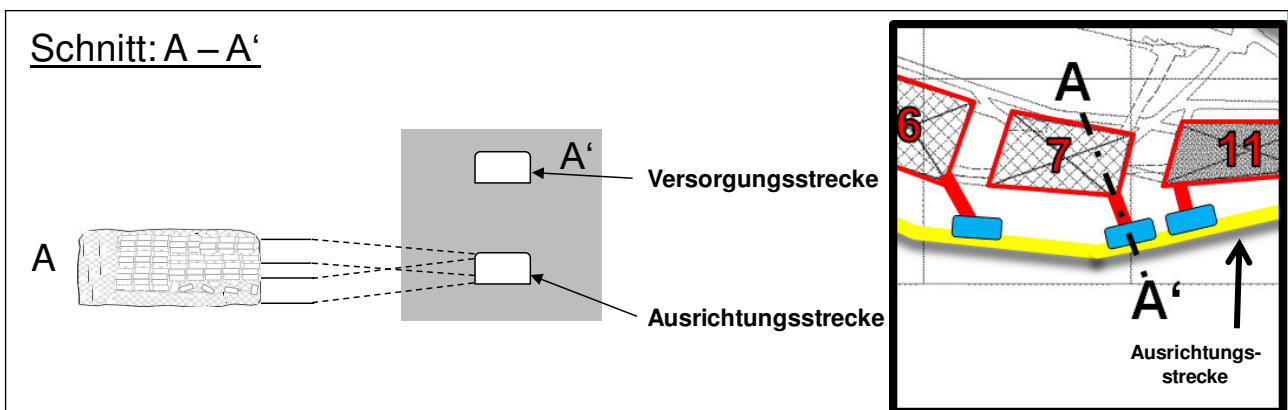 Schnitt: A – A‘
A‘
Versorgungsstrecke
A
Ausrichtungsstrecke
A
6
7
11
A‘
Ausrichtungs-
strecke